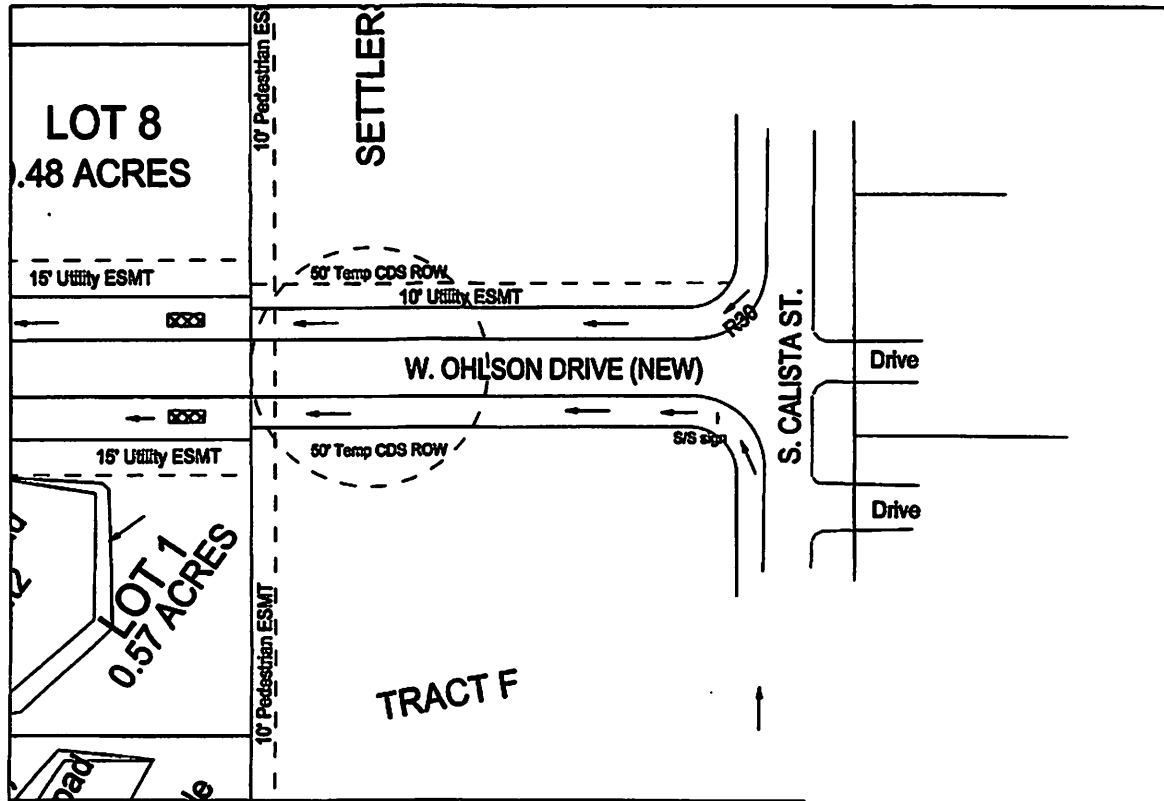 10' Pedestrian
SETTLER
LOT 8
.48 ACRES
15' Utility ESMT
50' Temp CDS ROW
10' Utility ESMT
R30
S. CALISTA ST.
W. OHLSON DRIVE (NEW)
Drive
S/S sign
50' Temp CDS ROW
15' Utility ESMT
Drive
LOT 1
0.57 ACRES
10' Pedestrian ESMT
TRACT F